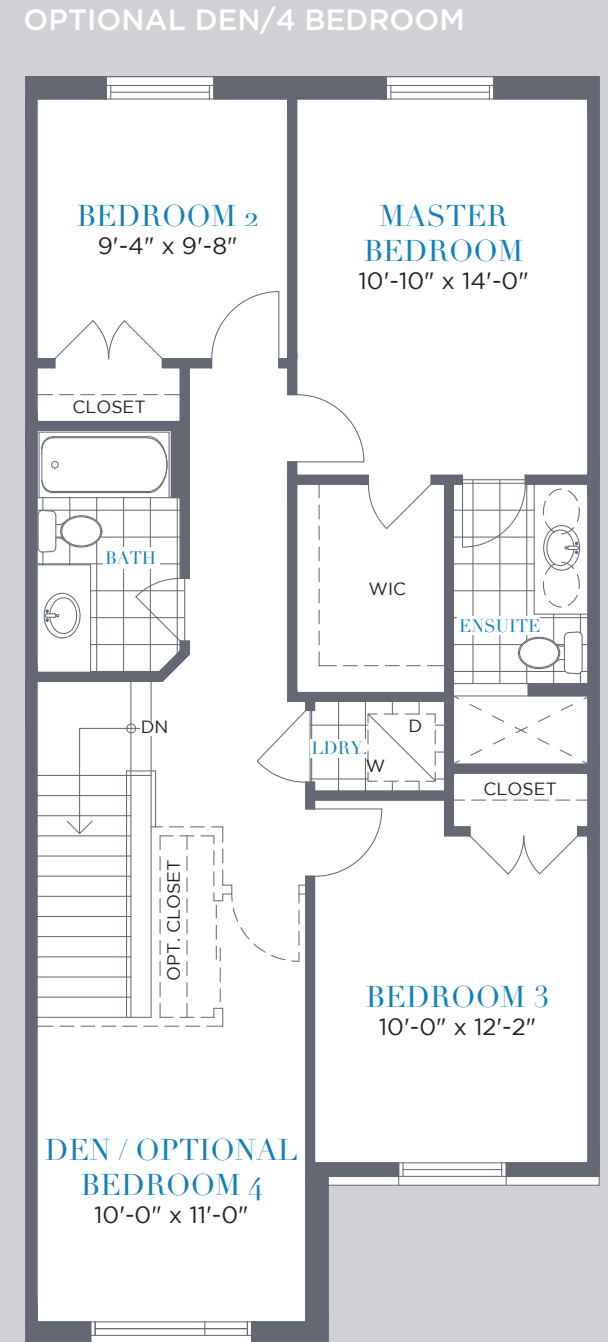 OPTIONAL DEN/4 BEDROOM
BEDROOM 2
9'-4" x 9'-8"
MASTER
BEDROOM
10'-10" x 14'-0"
CLOSET
BATH
WIC
ENSUITE
DN
LDRY.
D
W
CLOSET
OPT. CLOSET
BEDROOM 3
10'-0" x 12'-2"
DEN / OPTIONAL
BEDROOM 4
10'-0" x 11'-0"